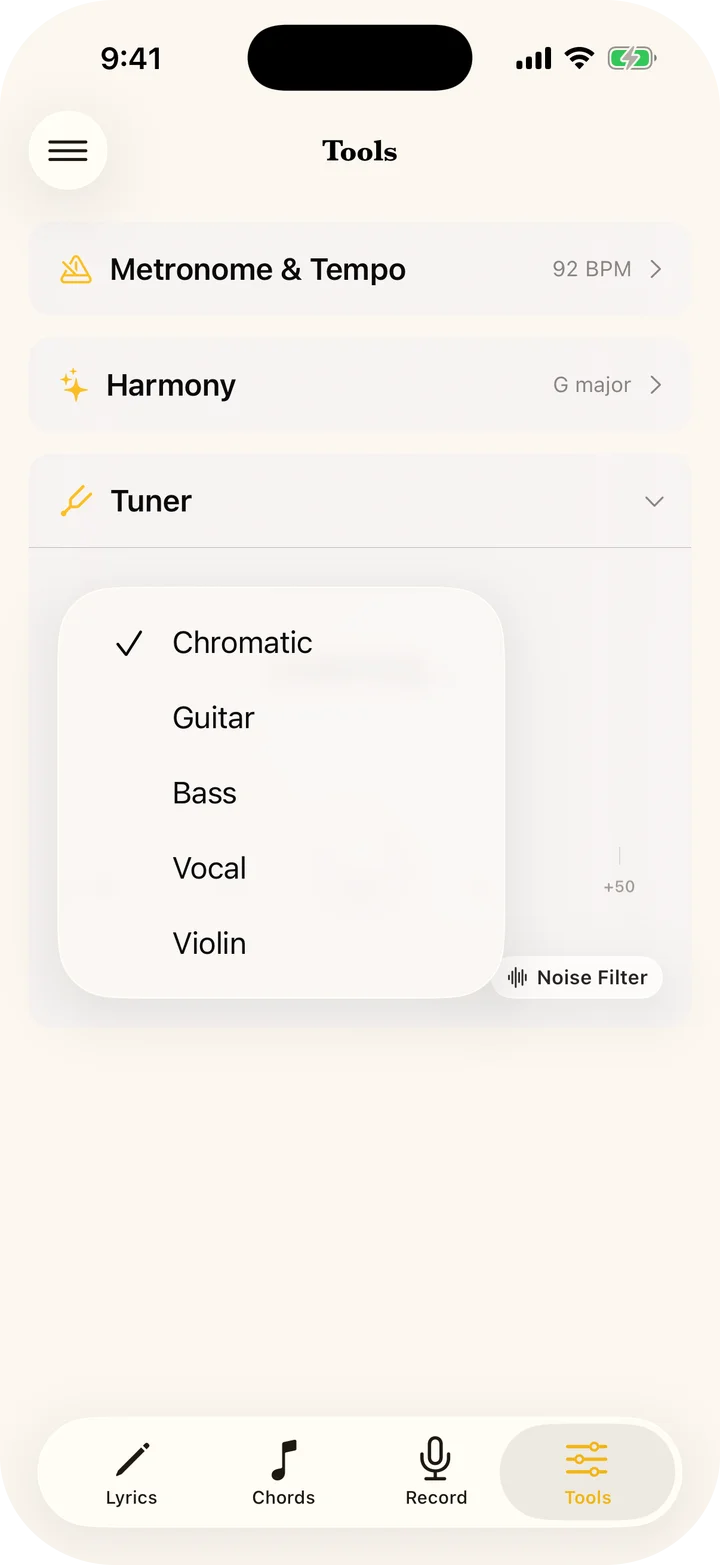 9:41
Tools
Metronome & Tempo 92 BPM
Harmony G major
Tuner
Chromatic
Guitar
Bass
Vocal
Violin
+50
Noise Filter
Lyrics Chords Record Tools